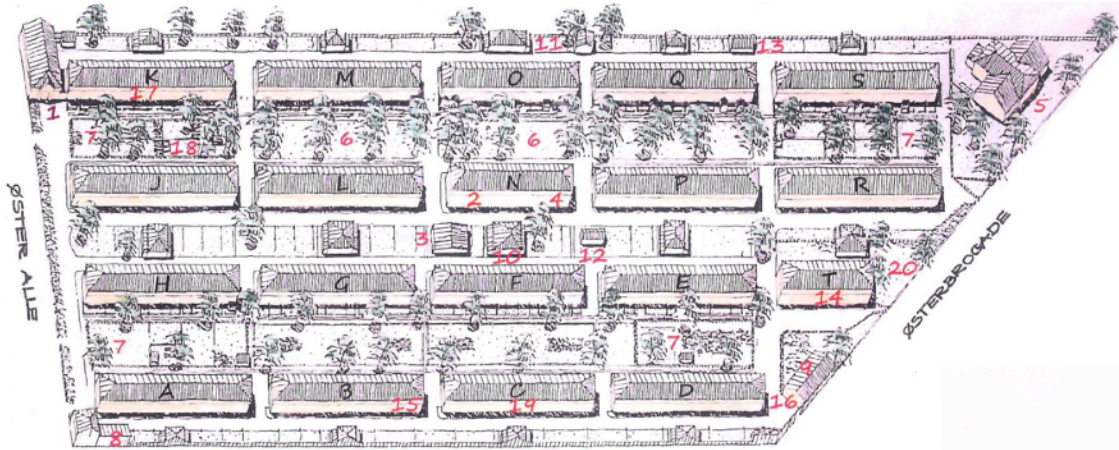 11 13
K M O Q S
17
1 5
7 18 6 6 7
J L N P R
2 4
3 10 12
20
H G F E T
14
7 7
9
A B C D
15 19 16
8
ØSTER ALLE
ØSTERBROGADE